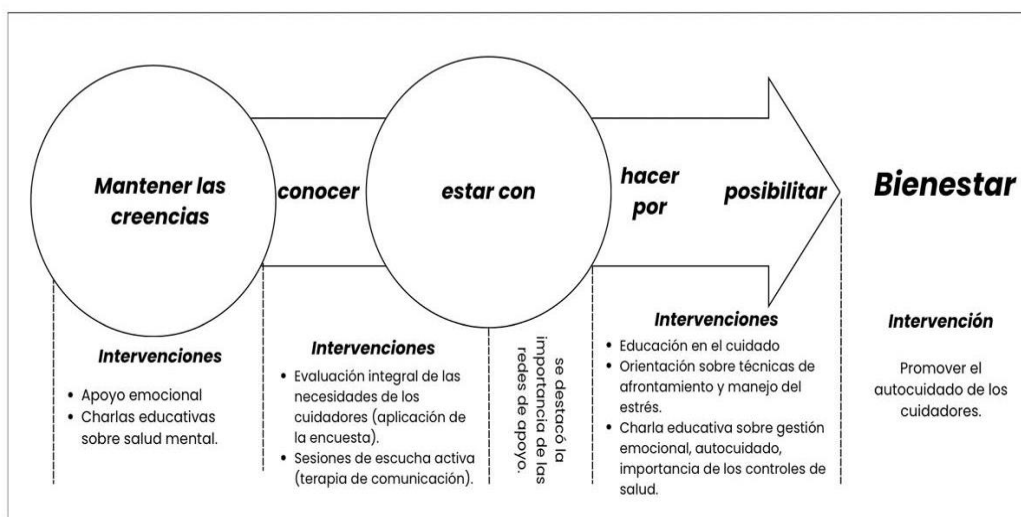 Mantener las
creencias
conocer
estar con
hacer
por
posibilitar
Bienestar
Intervenciones
• Apoyo emocional
• Charlas educativas
sobre salud mental.
Intervenciones
• Evaluación integral de las
necesidades de los
cuidadores (aplicación de
la encuesta).
• Sesiones de escucha activa
(terapia de comunicación).
se destacó la
importancia de las
redes de apoyo.
Intervenciones
• Educación en el cuidado
• Orientación sobre técnicas de
afrontamiento y manejo del
estrés.
• Charla educativa sobre gestión
emocional, autocuidado,
importancia de los controles de
salud.
Intervención
Promover el
autocuidado de los
cuidadores.